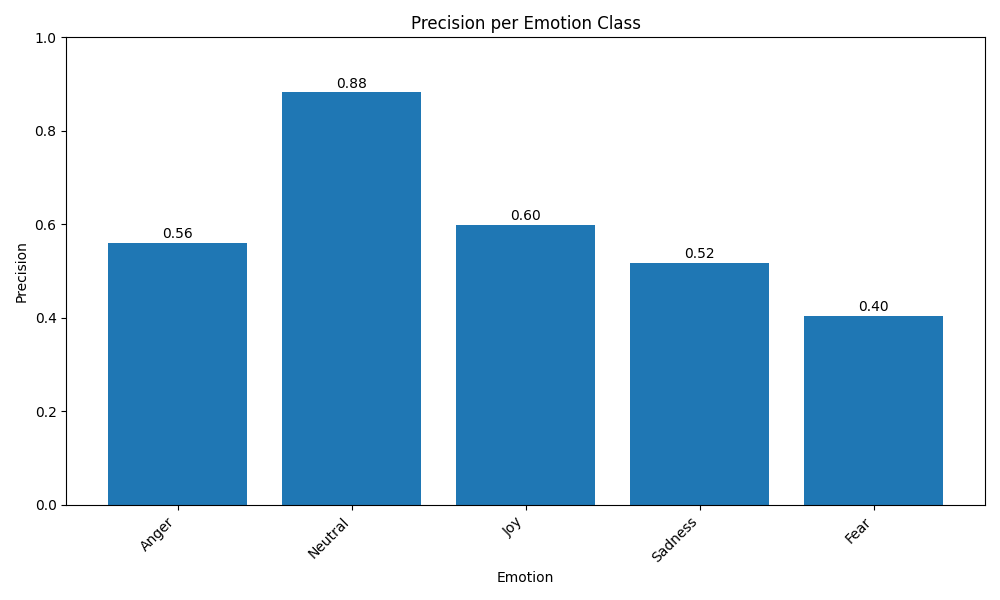 Precision per Emotion Class
1.0
0.8
0.6
0.4
0.2
0.0
Precision
0.56
0.88
0.60
0.52
0.40
Anger
Neutral
Joy
Sadness
Fear
Emotion